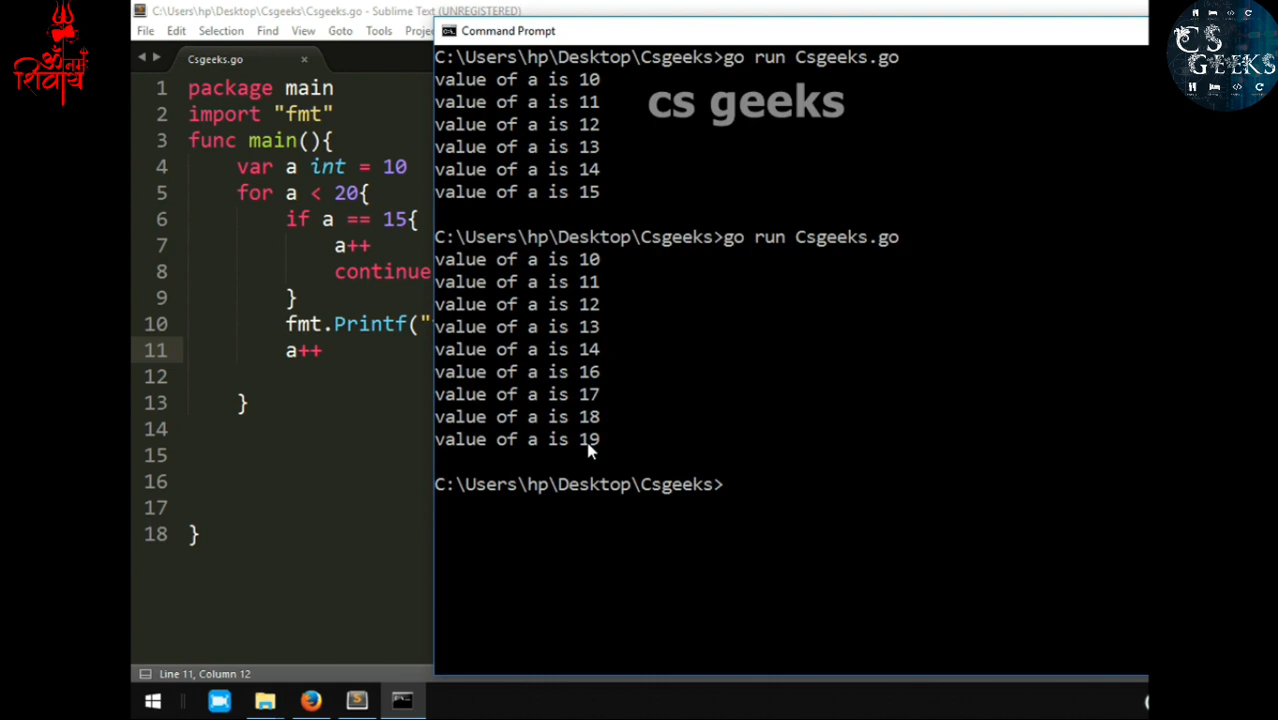 C:\Users\hp\Desktop\Csgeeks\Csgeeks.go - Sublime Text (UNREGISTERED)
File Edit Selection Find View Goto Tools Projec
Csgeeks.go ×
1 package main
2 import "fmt"
3 func main(){
4 var a int = 10
5 for a < 20{
6 if a == 15{
7 a++
8 continue
9 }
10 fmt.Printf("
11 a++
12
13 }
14
15
16
17
18 }
Line 11, Column 12
Command Prompt
C:\Users\hp\Desktop\Csgeeks>go run Csgeeks.go
value of a is 10
value of a is 11
value of a is 12
value of a is 13
value of a is 14
value of a is 15
C:\Users\hp\Desktop\Csgeeks>go run Csgeeks.go
value of a is 10
value of a is 11
value of a is 12
value of a is 13
value of a is 14
value of a is 16
value of a is 17
value of a is 18
value of a is 19
C:\Users\hp\Desktop\Csgeeks>
cs geeks
CS
GEEKS
ॐ नमः
शिवाय